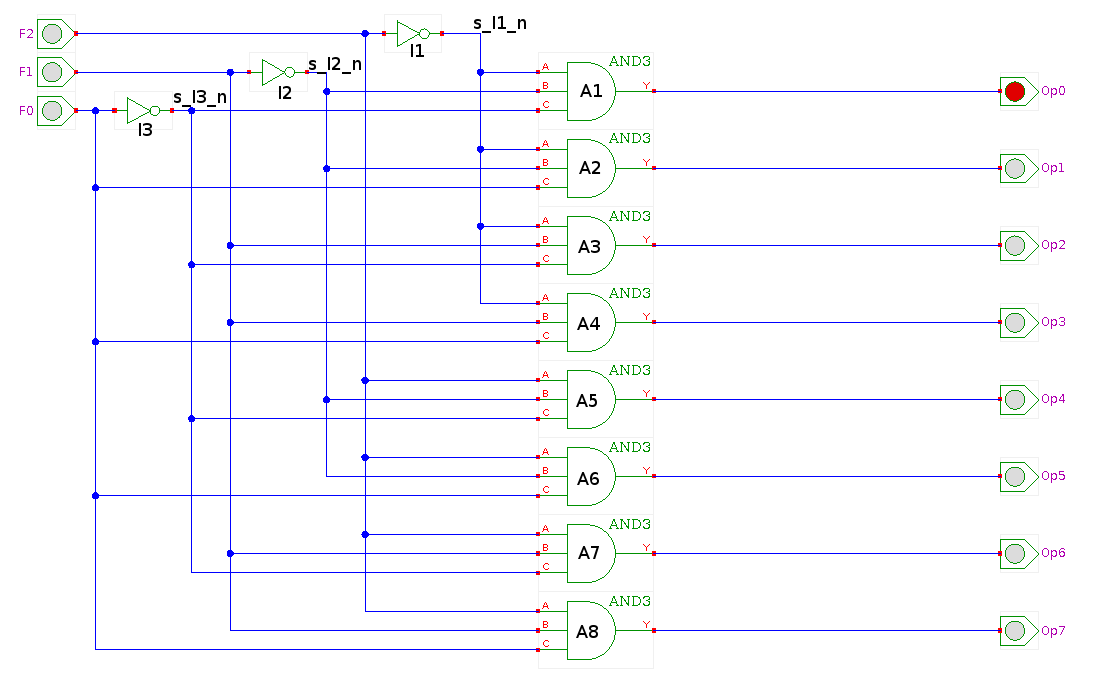 F2
s_I1_n
I1
F1
s_I2_n
I2
F0
s_I3_n
I3
AND3
A
B
C
A1
Y
Op0
AND3
A
B
C
A2
Y
Op1
AND3
A
B
C
A3
Y
Op2
AND3
A
B
C
A4
Y
Op3
AND3
A
B
C
A5
Y
Op4
AND3
A
B
C
A6
Y
Op5
AND3
A
B
C
A7
Y
Op6
AND3
A
B
C
A8
Y
Op7